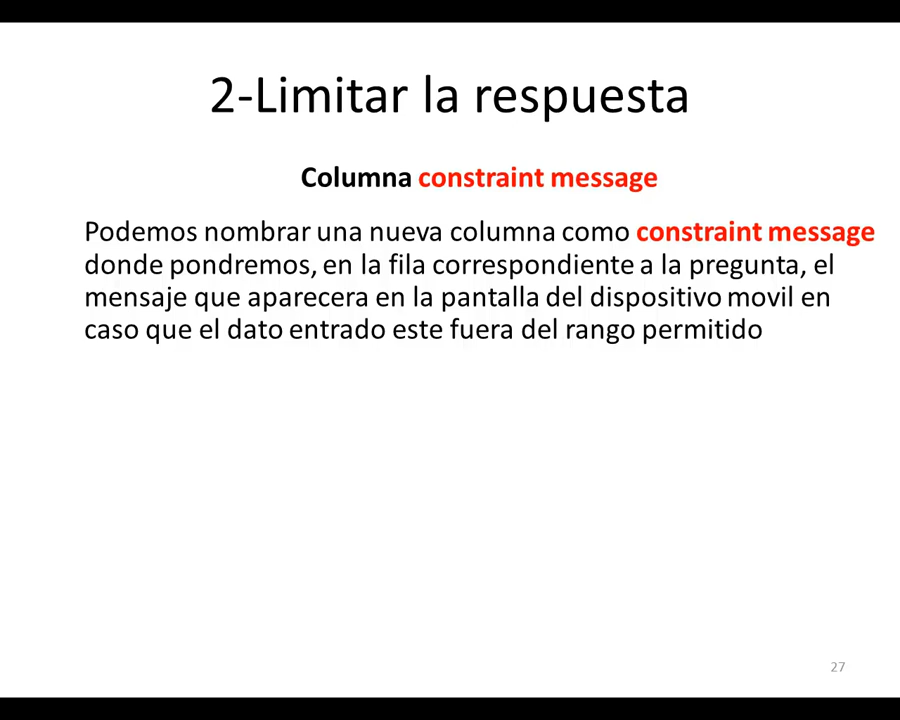 2-Limitar la respuesta
Columna constraint message
Podemos nombrar una nueva columna como constraint message
donde pondremos, en la fila correspondiente a la pregunta, el
mensaje que aparecera en la pantalla del dispositivo movil en
caso que el dato entrado este fuera del rango permitido
27